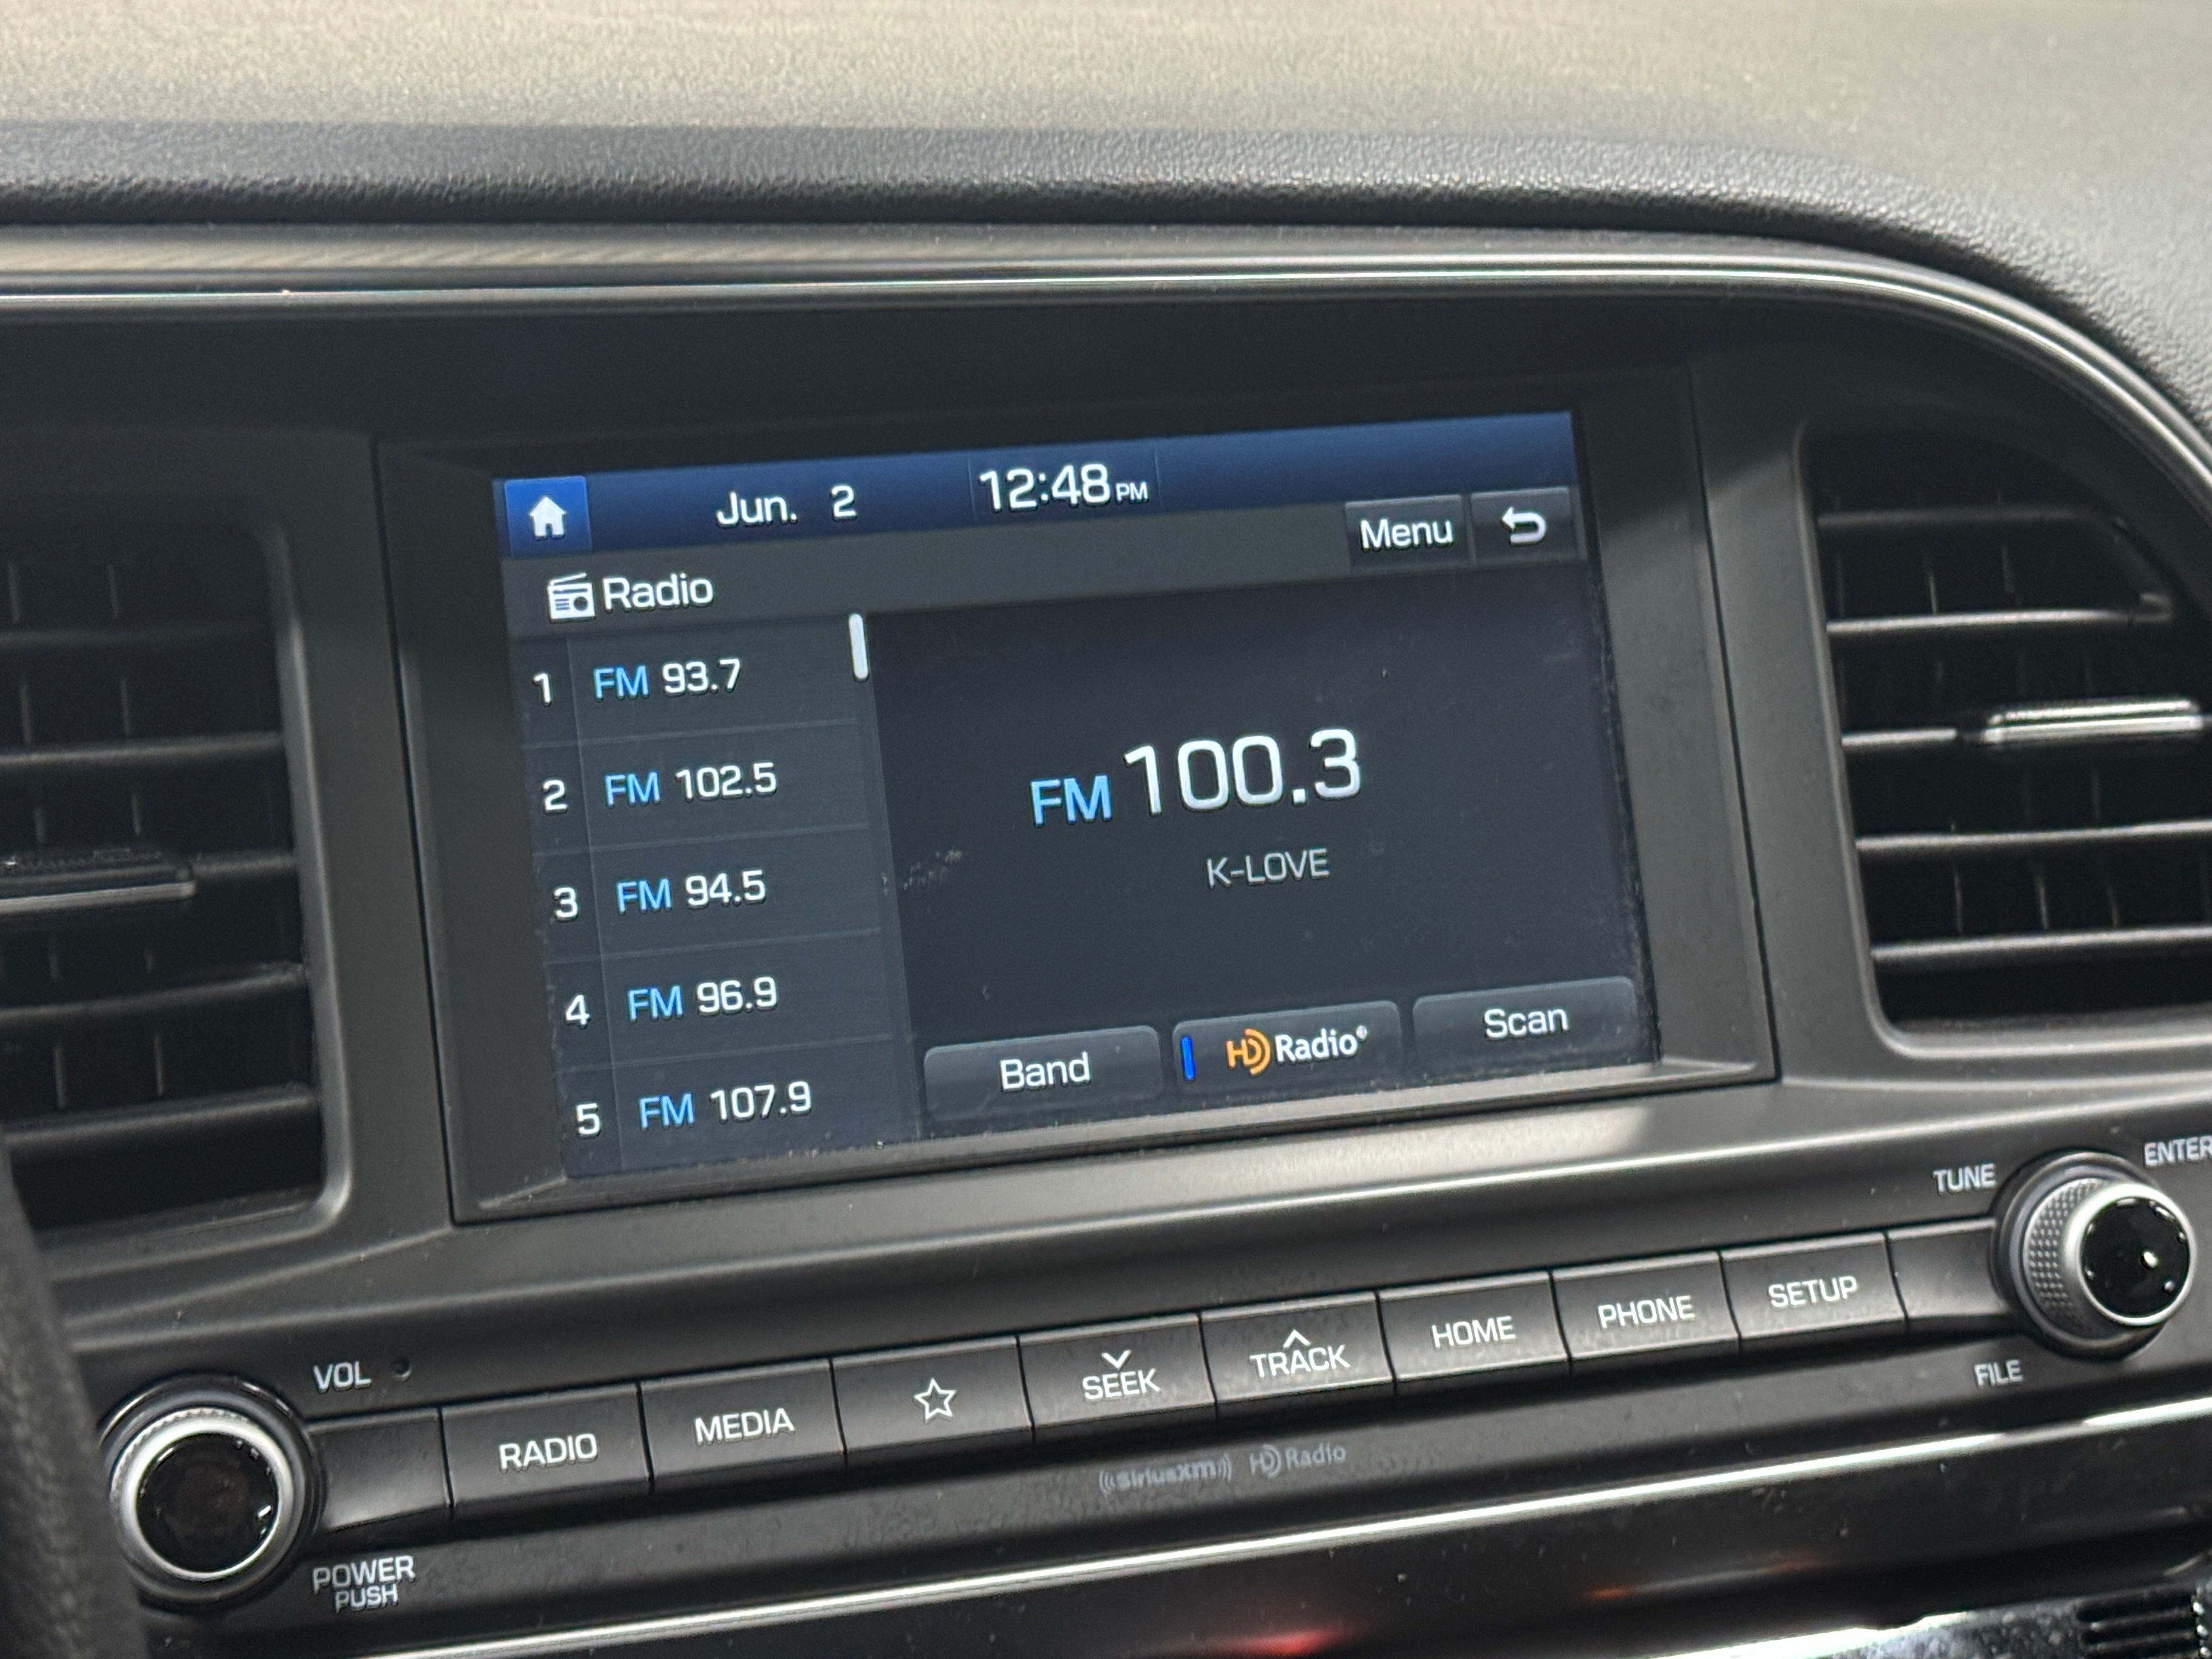 Jun. 2 12:48 PM
Menu
Radio
1 FM 93.7
2 FM 102.5
3 FM 94.5
4 FM 96.9
5 FM 107.9
FM 100.3
K-LOVE
Band HD Radio® Scan
VOL
POWER
PUSH
RADIO MEDIA SEEK TRACK HOME PHONE SETUP
TUNE
ENTER
FILE
((SiriusXM)) HD Radio